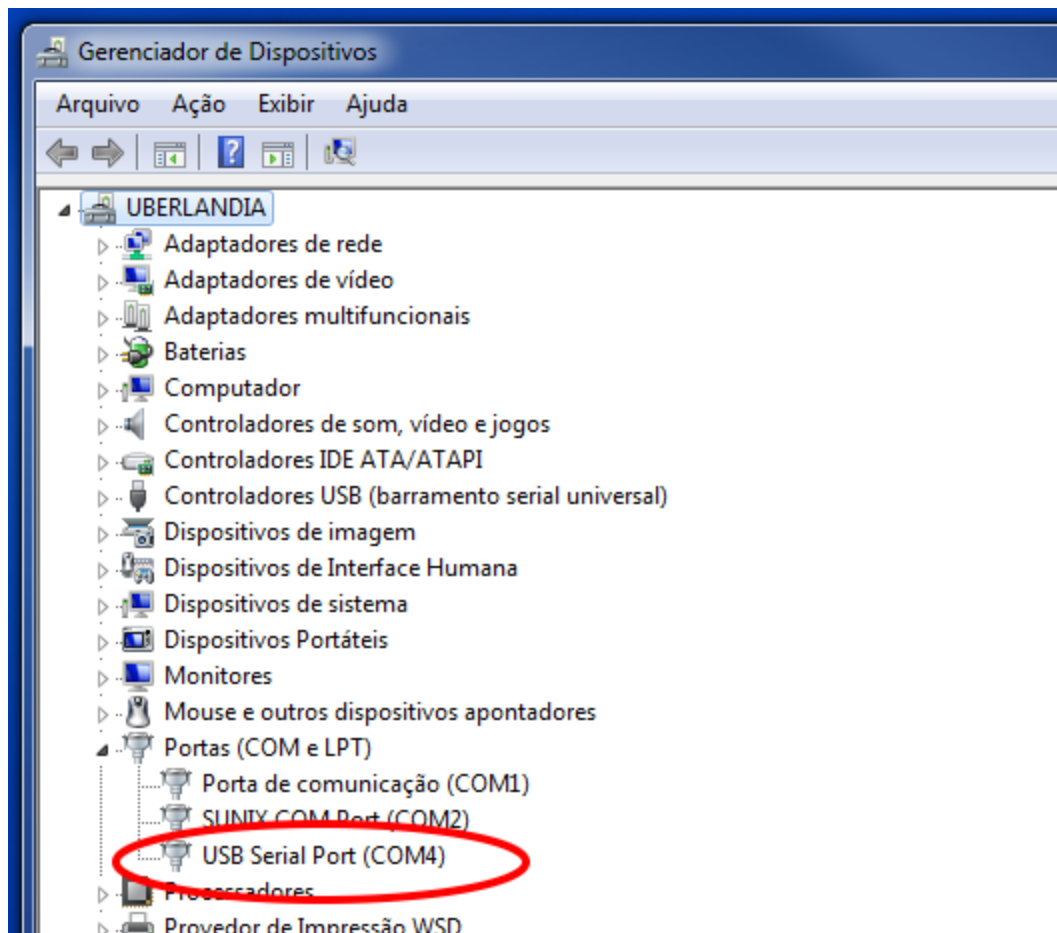 Gerenciador de Dispositivos
Arquivo Ação Exibir Ajuda
UBERLANDIA
Adaptadores de rede
Adaptadores de vídeo
Adaptadores multifuncionais
Baterias
Computador
Controladores de som, vídeo e jogos
Controladores IDE ATA/ATAPI
Controladores USB (barramento serial universal)
Dispositivos de imagem
Dispositivos de Interface Humana
Dispositivos de sistema
Dispositivos Portáteis
Monitores
Mouse e outros dispositivos apontadores
Portas (COM e LPT)
Porta de comunicação (COM1)
SUNIX COM Port (COM2)
USB Serial Port (COM4)
Processadores
Provedor de Impressão WSD